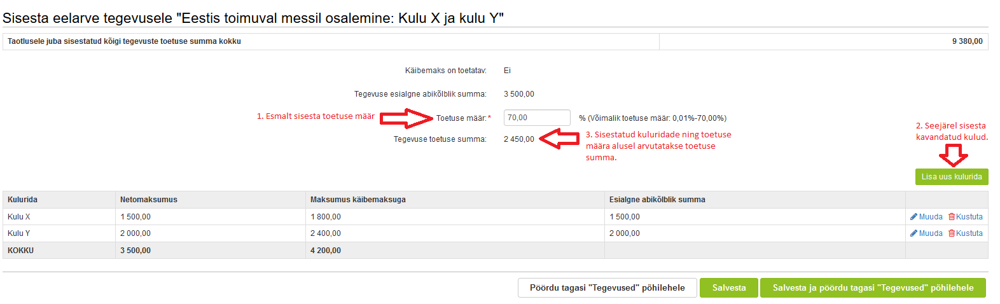 Sisesta eelarve tegevusele "Eestis toimuval messil osalemine: Kulu X ja kulu Y"
Taotlusele juba sisestatud kõigi tegevuste toetuse summa kokku 9 380,00
Käibemaks on toetatav: Ei
Tegevuse esialgne abikõlblik summa: 3 500,00
1. Esmalt sisesta toetuse määr Toetuse määr:* 70,00 % (Võimalik toetuse määr: 0,01%-70,00%)
Tegevuse toetuse summa: 2 450,00
3. Sisestatud kuluridade ning toetuse
määra alusel arvutatakse toetuse
summa.
2. Seejärel sisesta
kavandatud kulud.
Lisa uus kulurida
Kulurida Netomaksumus Maksumus käibemaksuga Esialgne abikõlblik summa
Kulu X 1 500,00 1 800,00 1 500,00 Muuda Kustuta
Kulu Y 2 000,00 2 400,00 2 000,00 Muuda Kustuta
KOKKU 3 500,00 4 200,00
Pöördu tagasi "Tegevused" põhilehele Salvesta Salvesta ja pöördu tagasi "Tegevused" põhilehele